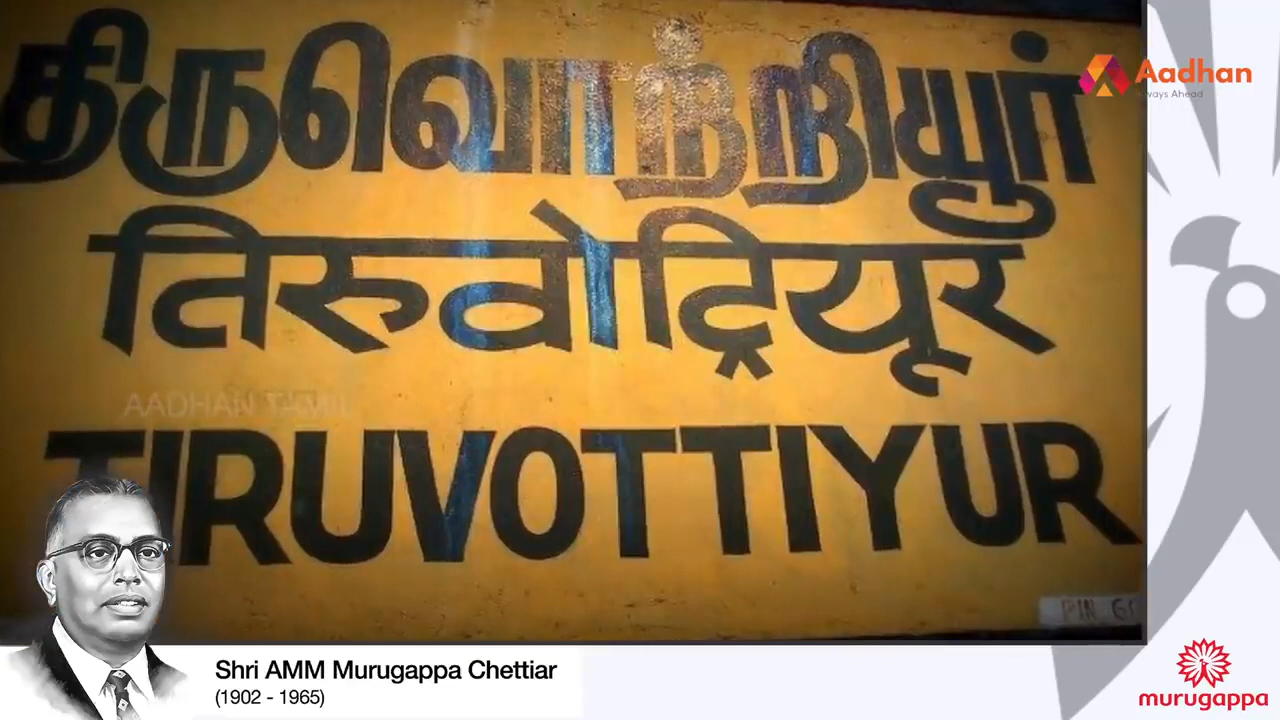 திருவொற்றியூர்
Aadhan
Always Ahead
तिरुवोट्रियूर
AADHAN TAMIL
TIRUVOTTIYUR
Shri AMM Murugappa Chettiar
(1902 - 1965)
murugappa